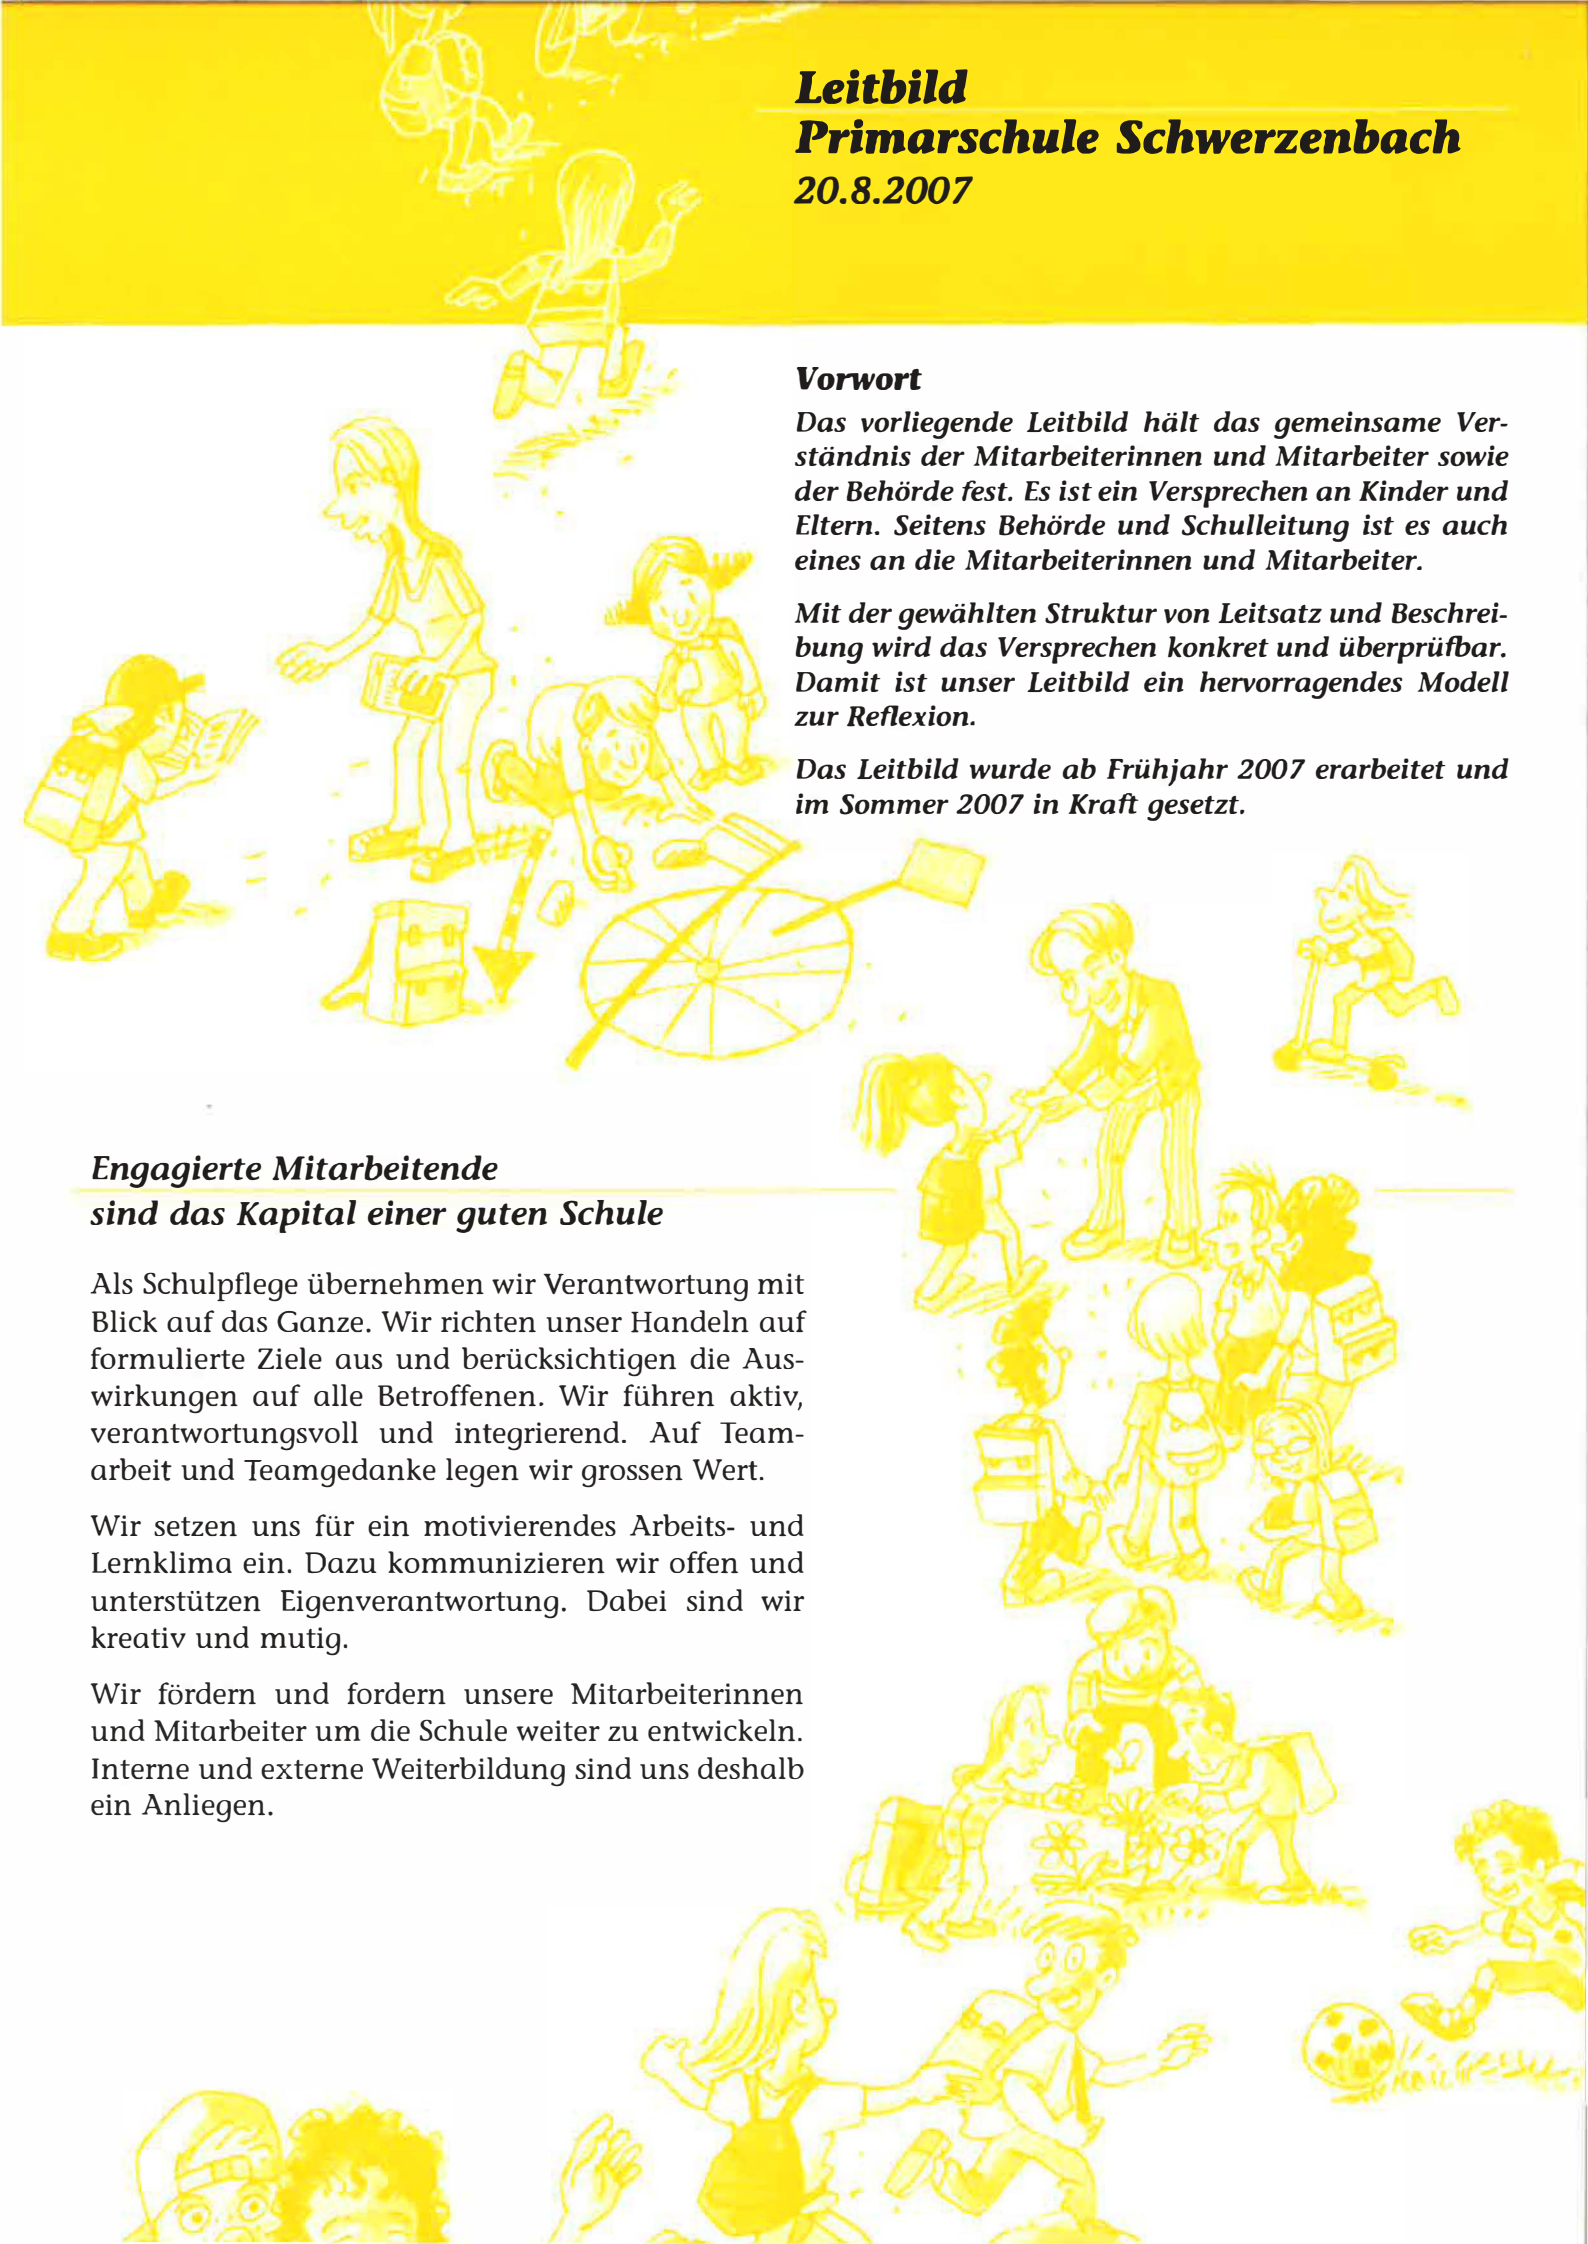 Leitbild
Primarschule Schwerzenbach
20.8.2007
Vorwort
Das vorliegende Leitbild hält das gemeinsame Ver-
ständnis der Mitarbeiterinnen und Mitarbeiter sowie
der Behörde fest. Es ist ein Versprechen an Kinder und
Eltern. Seitens Behörde und Schulleitung ist es auch
eines an die Mitarbeiterinnen und Mitarbeiter.
Mit der gewählten Struktur von Leitsatz und Beschrei-
bung wird das Versprechen konkret und überprüfbar.
Damit ist unser Leitbild ein hervorragendes Modell
zur Reflexion.
Das Leitbild wurde ab Frühjahr 2007 erarbeitet und
im Sommer 2007 in Kraft gesetzt.
Engagierte Mitarbeitende
sind das Kapital einer guten Schule
Als Schulpflege übernehmen wir Verantwortung mit
Blick auf das Ganze. Wir richten unser Handeln auf
formulierte Ziele aus und berücksichtigen die Aus-
wirkungen auf alle Betroffenen. Wir führen aktiv,
verantwortungsvoll und integrierend. Auf Team-
arbeit und Teamgedanke legen wir grossen Wert.
Wir setzen uns für ein motivierendes Arbeits- und
Lernklima ein. Dazu kommunizieren wir offen und
unterstützen Eigenverantwortung. Dabei sind wir
kreativ und mutig.
Wir fördern und fordern unsere Mitarbeiterinnen
und Mitarbeiter um die Schule weiter zu entwickeln.
Interne und externe Weiterbildung sind uns deshalb
ein Anliegen.